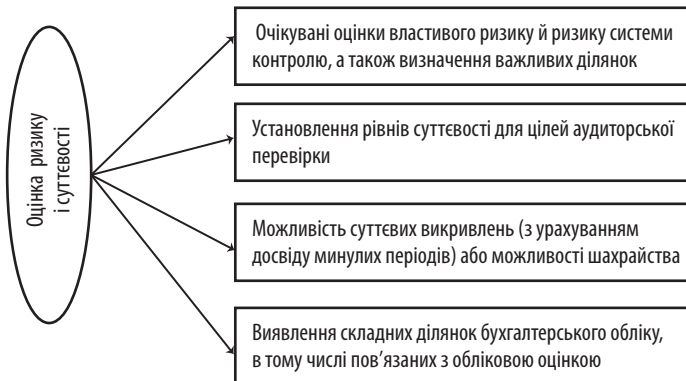 Оцінка ризику
і суттєвості
Очікувані оцінки властивого ризику й ризику системи
контролю, а також визначення важливих ділянок
Установлення рівнів суттєвості для цілей аудиторської
перевірки
Можливість суттєвих викривлень (з урахуванням
досвіду минулих періодів) або можливості шахрайства
Виявлення складних ділянок бухгалтерського обліку,
в тому числі пов’язаних з обліковою оцінкою